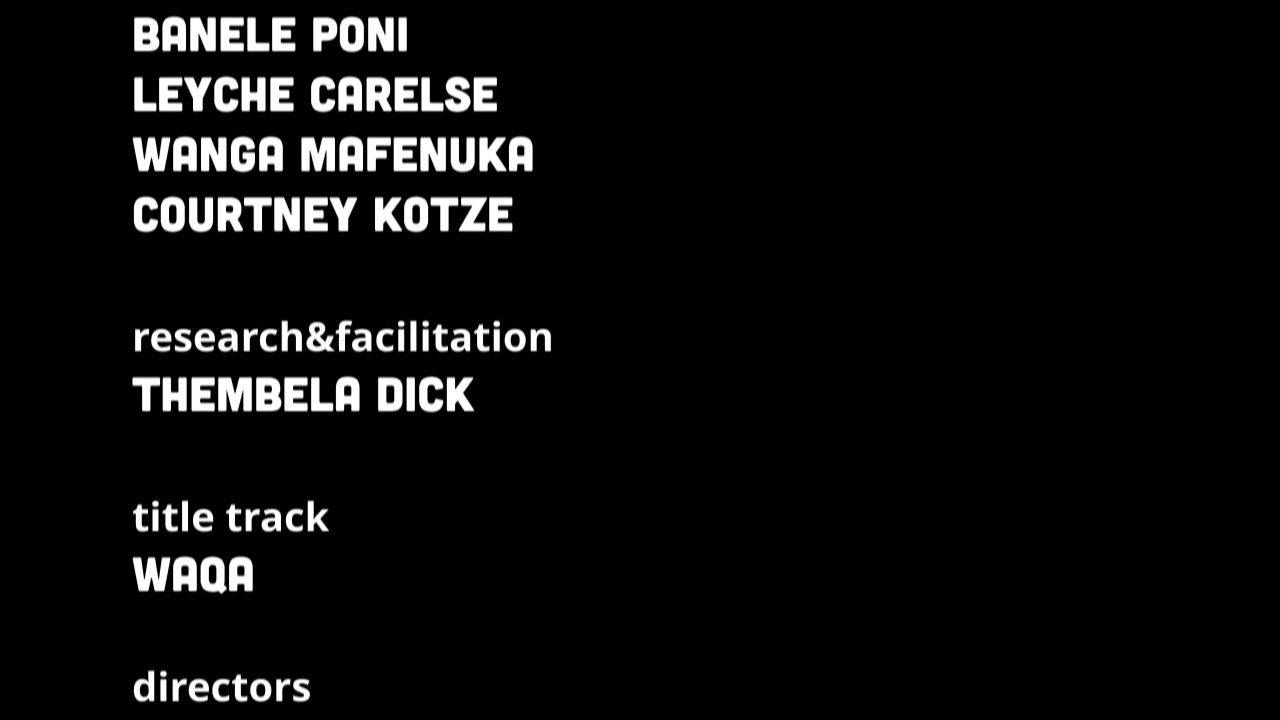 BANELE PONI
LEYCHE CARELSE
WANGA MAFENUKA
COURTNEY KOTZE
research&facilitation
THEMBELA DICK
title track
WAQA
directors